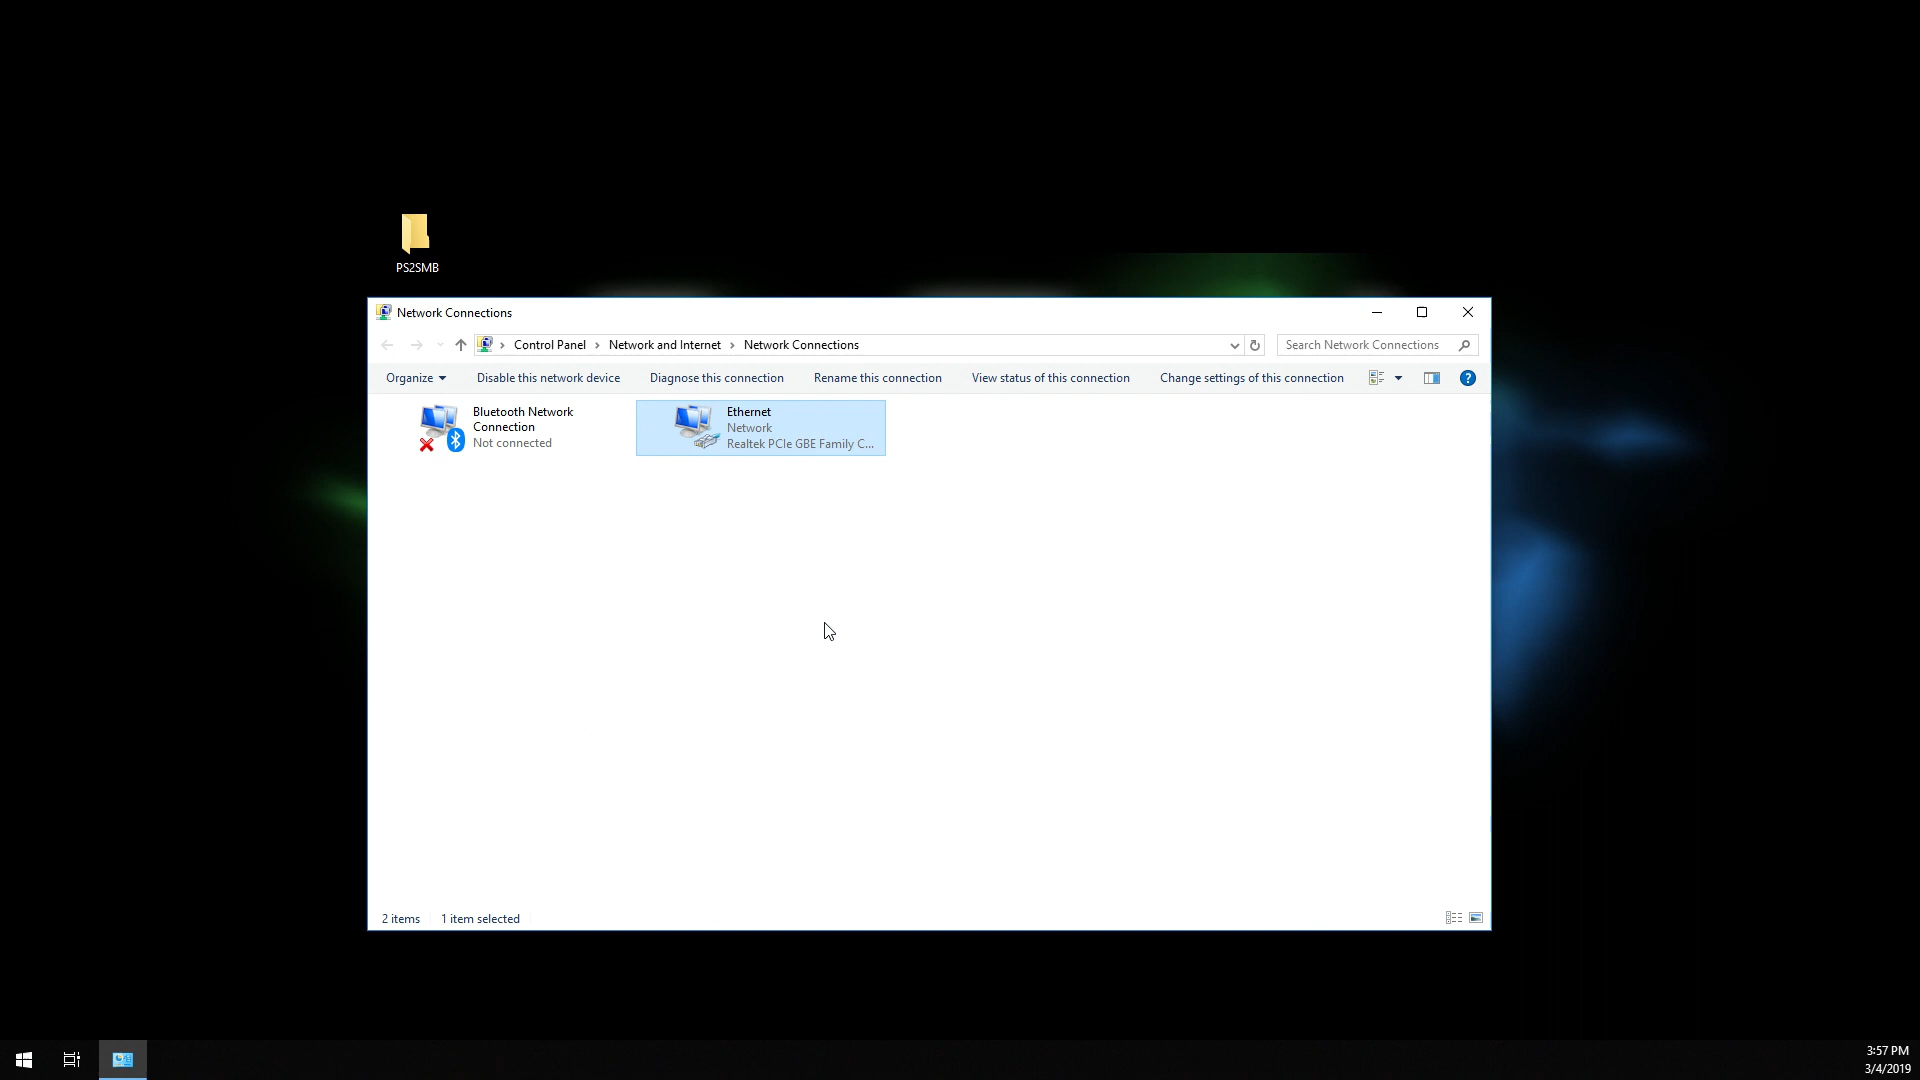 PS2SMB
Network Connections
Control Panel > Network and Internet > Network Connections
Search Network Connections
Organize Disable this network device Diagnose this connection Rename this connection View status of this connection Change settings of this connection
Bluetooth Network
Connection
Not connected
Ethernet
Network
Realtek PCIe GBE Family C...
2 items 1 item selected
3:57 PM
3/4/2019